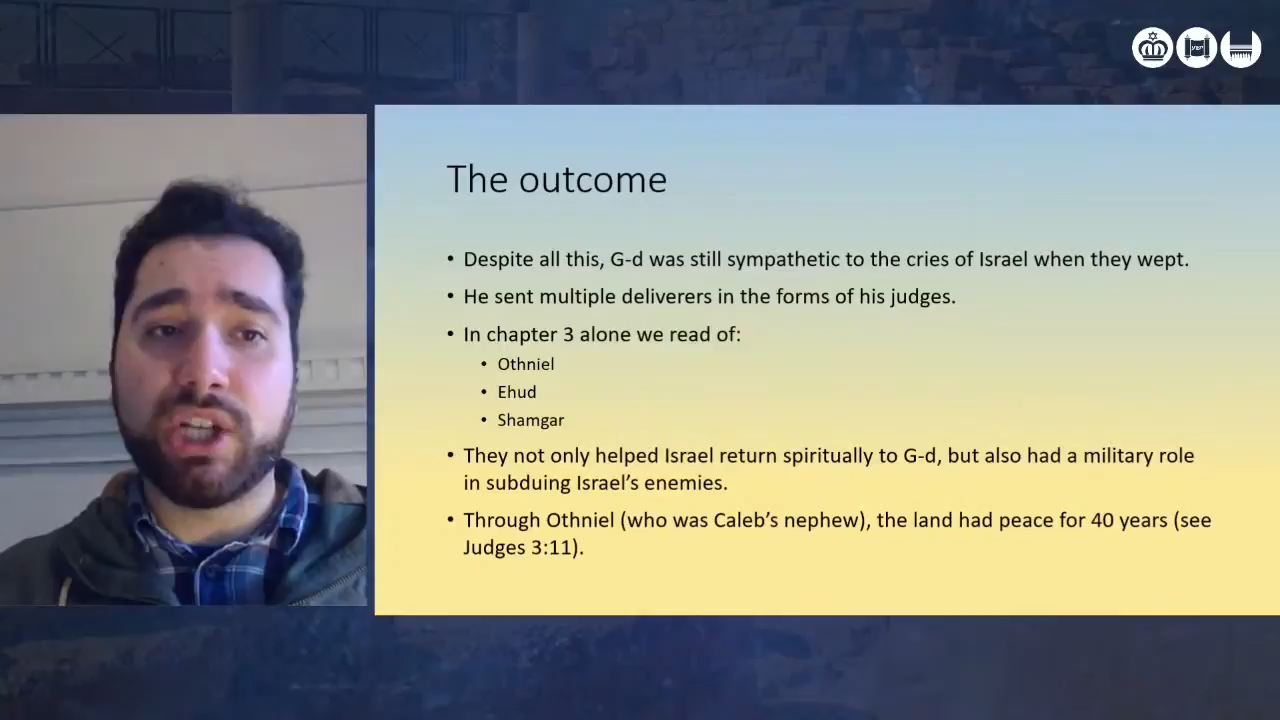 The outcome
• Despite all this, G-d was still sympathetic to the cries of Israel when they wept.
• He sent multiple deliverers in the forms of his judges.
• In chapter 3 alone we read of:
• Othniel
• Ehud
• Shamgar
• They not only helped Israel return spiritually to G-d, but also had a military role
in subduing Israel’s enemies.
• Through Othniel (who was Caleb’s nephew), the land had peace for 40 years (see
Judges 3:11).